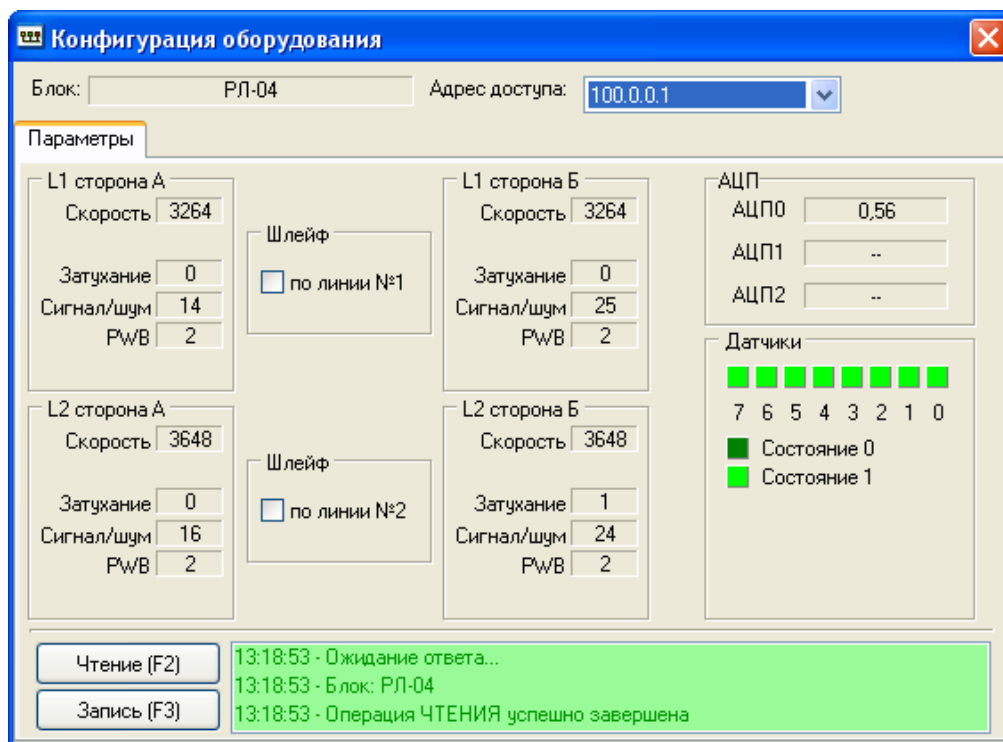 Конфигурация оборудования
Блок: РЛ-04 Адрес доступа: 100.0.0.1
Параметры
L1 сторона А
Скорость 3264
Затухание 0
Сигнал/шум 14
PWB 2
Шлейф
по линии №1
L1 сторона Б
Скорость 3264
Затухание 0
Сигнал/шум 25
PWB 2
АЦП
АЦП0 0,56
АЦП1 --
АЦП2 --
Датчики
7 6 5 4 3 2 1 0
Состояние 0
Состояние 1
L2 сторона А
Скорость 3648
Затухание 0
Сигнал/шум 16
PWB 2
Шлейф
по линии №2
L2 сторона Б
Скорость 3648
Затухание 1
Сигнал/шум 24
PWB 2
Чтение (F2)
Запись (F3)
13:18:53 - Ожидание ответа...
13:18:53 - Блок: РЛ-04
13:18:53 - Операция ЧТЕНИЯ успешно завершена